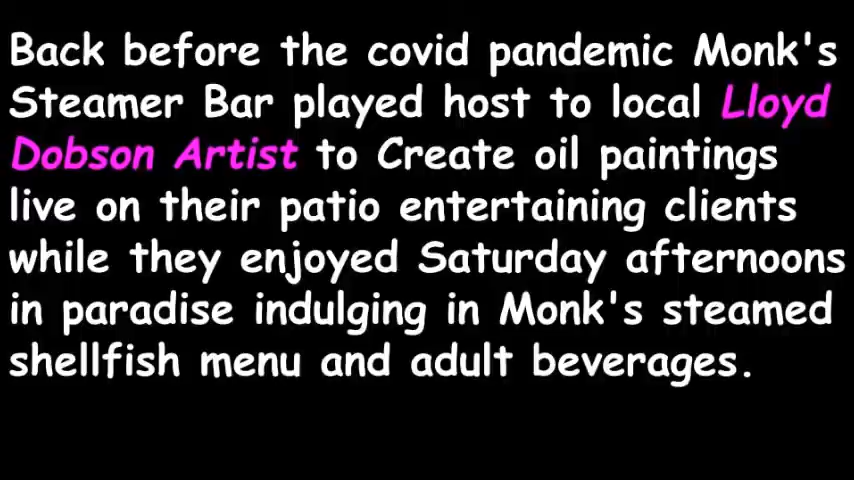 Back before the covid pandemic Monk's
Steamer Bar played host to local Lloyd
Dobson Artist to Create oil paintings
live on their patio entertaining clients
while they enjoyed Saturday afternoons
in paradise indulging in Monk's steamed
shellfish menu and adult beverages.